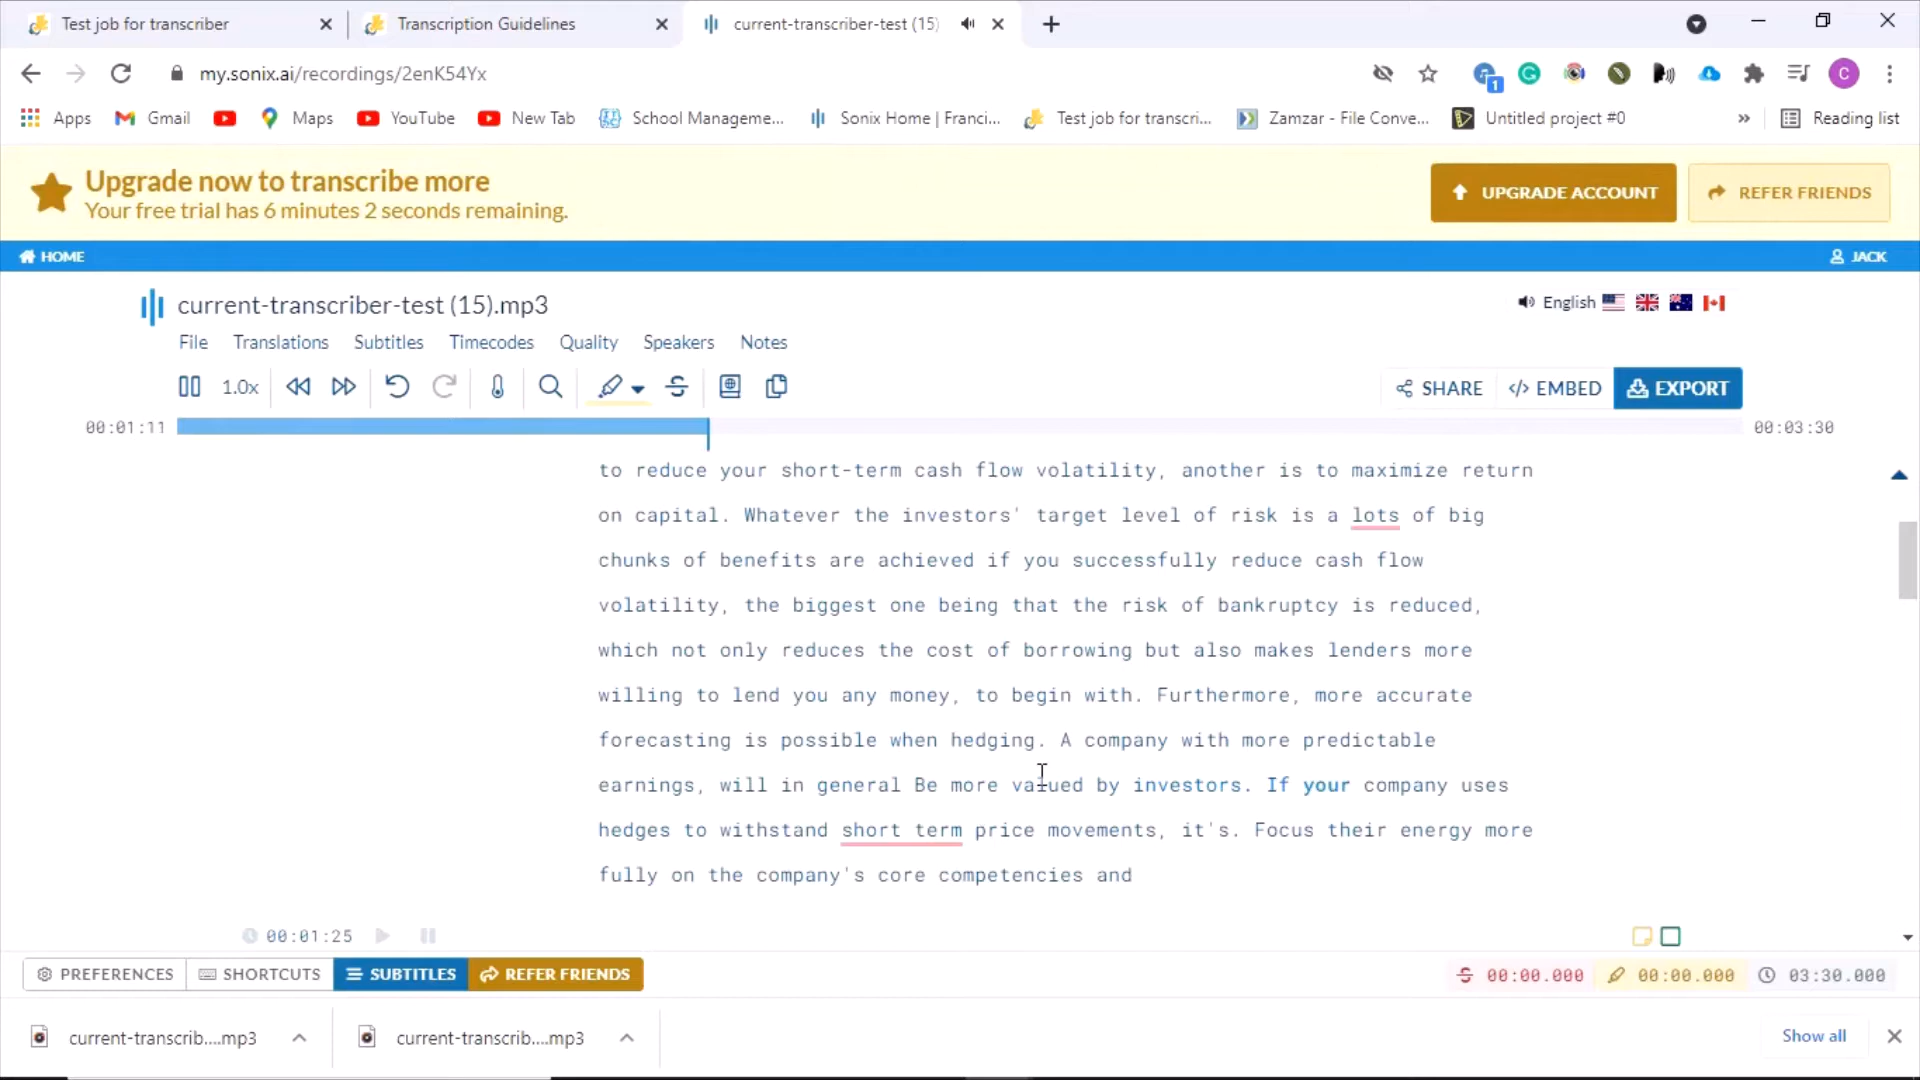 Test job for transcriber
Transcription Guidelines
current-transcriber-test (15)
my.sonix.ai/recordings/2enK54Yx
1
C
Apps
Gmail
Maps
YouTube
New Tab
School Manageme...
Sonix Home | Franci...
Test job for transcri...
Zamzar - File Conve...
Untitled project #0
»
Reading list
Upgrade now to transcribe more
Your free trial has 6 minutes 2 seconds remaining.
UPGRADE ACCOUNT
REFER FRIENDS
HOME
JACK
current-transcriber-test (15).mp3
English
File Translations Subtitles Timecodes Quality Speakers Notes
1.0x
SHARE
</> EMBED
EXPORT
00:01:11
00:03:30
to reduce your short-term cash flow volatility, another is to maximize return
on capital. Whatever the investors' target level of risk is a lots of big
chunks of benefits are achieved if you successfully reduce cash flow
volatility, the biggest one being that the risk of bankruptcy is reduced,
which not only reduces the cost of borrowing but also makes lenders more
willing to lend you any money, to begin with. Furthermore, more accurate
forecasting is possible when hedging. A company with more predictable
earnings, will in general Be more valued by investors. If your company uses
hedges to withstand short term price movements, it's. Focus their energy more
fully on the company's core competencies and
00:01:25
PREFERENCES
SHORTCUTS
SUBTITLES
REFER FRIENDS
00:00.000
00:00.000
03:30.000
current-transcrib....mp3
current-transcrib....mp3
Show all